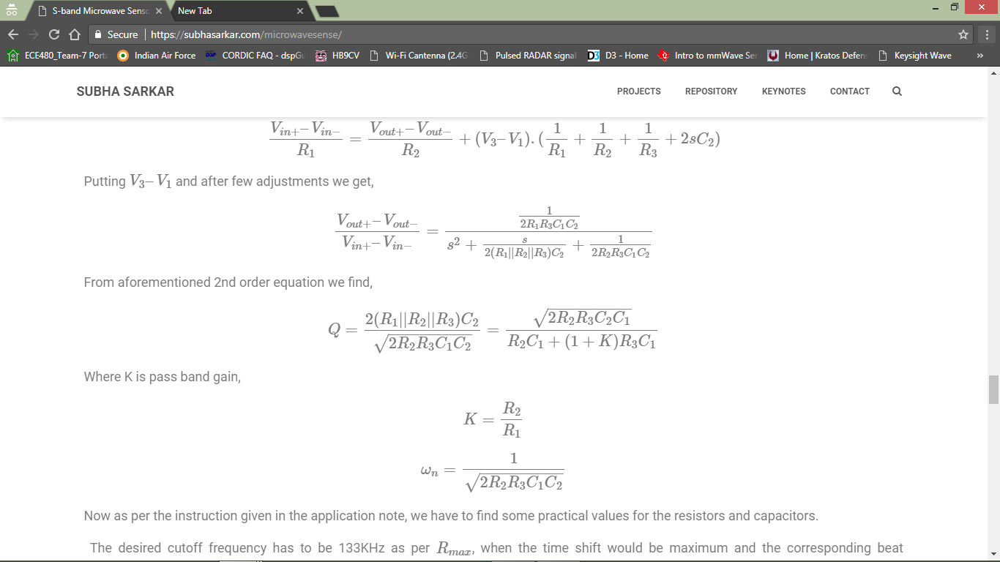 S-band Microwave Sens
New Tab
Secure | https://subhasarkar.com/microwavesense/
ECE480_Team-7 Port Indian Air Force CORDIC FAQ - dspGu HB9CV Wi-Fi Cantenna (2.4G Pulsed RADAR signal D3 - Home Intro to mmWave Ser Home | Kratos Defen Keysight Wave »
SUBHA SARKAR PROJECTS REPOSITORY KEYNOTES CONTACT
\frac{V_{in+} – V_{in-}}{R_1} = \frac{V_{out+} – V_{out-}}{R_2} + (V_3 – V_1).(\frac{1}{R_1} + \frac{1}{R_2} + \frac{1}{R_3} + 2sC_2)
Putting V_3 – V_1 and after few adjustments we get,
\frac{V_{out+} – V_{out-}}{V_{in+} – V_{in-}} = \frac{\frac{1}{2R_1R_3C_1C_2}}{s^2 + \frac{s}{2(R_1||R_2||R_3)C_2} + \frac{1}{2R_2R_3C_1C_2}}
From aforementioned 2nd order equation we find,
Q = \frac{2(R_1||R_2||R_3)C_2}{\sqrt{2R_2R_3C_1C_2}} = \frac{\sqrt{2R_2R_3C_2C_1}}{R_2C_1 + (1 + K)R_3C_1}
Where K is pass band gain,
K = \frac{R_2}{R_1}
ω_n = \frac{1}{\sqrt{2R_2R_3C_1C_2}}
Now as per the instruction given in the application note, we have to find some practical values for the resistors and capacitors.
The desired cutoff frequency has to be 133KHz as per R_{max}, when the time shift would be maximum and the corresponding beat